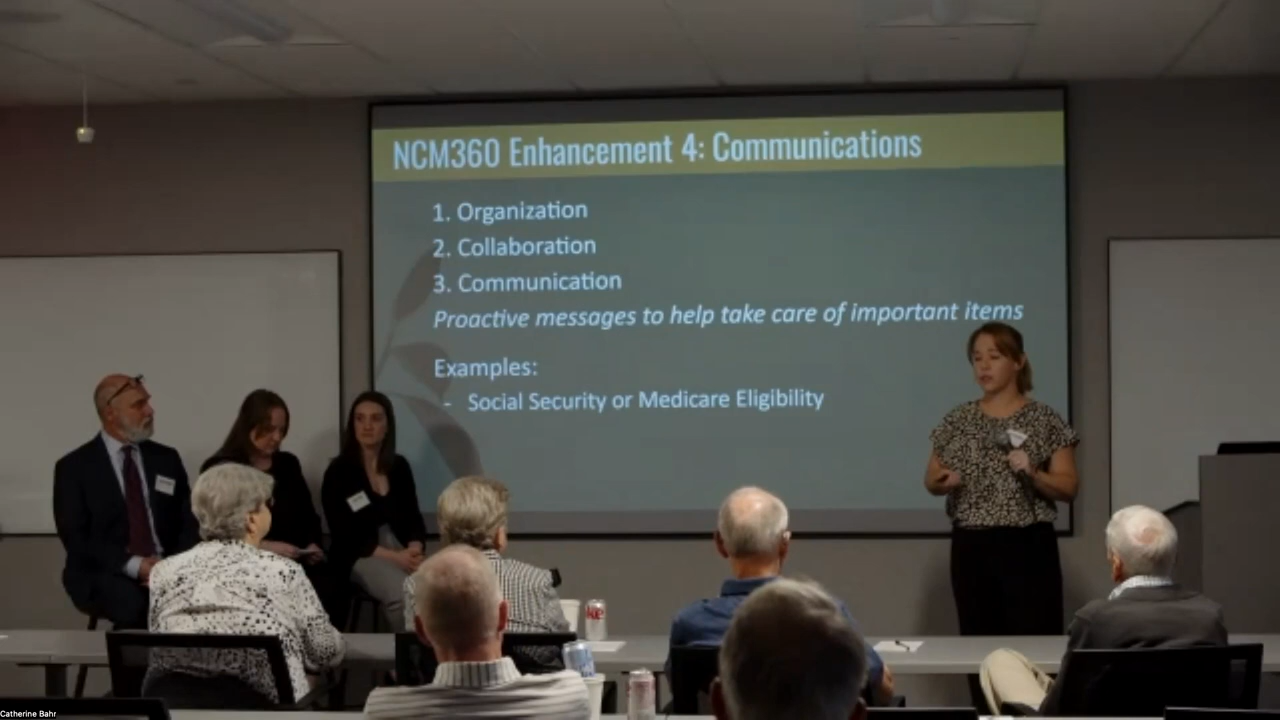 NCM360 Enhancement 4: Communications
1. Organization
2. Collaboration
3. Communication
Proactive messages to help take care of important items
Examples:
- Social Security or Medicare Eligibility
Catherine Bahr